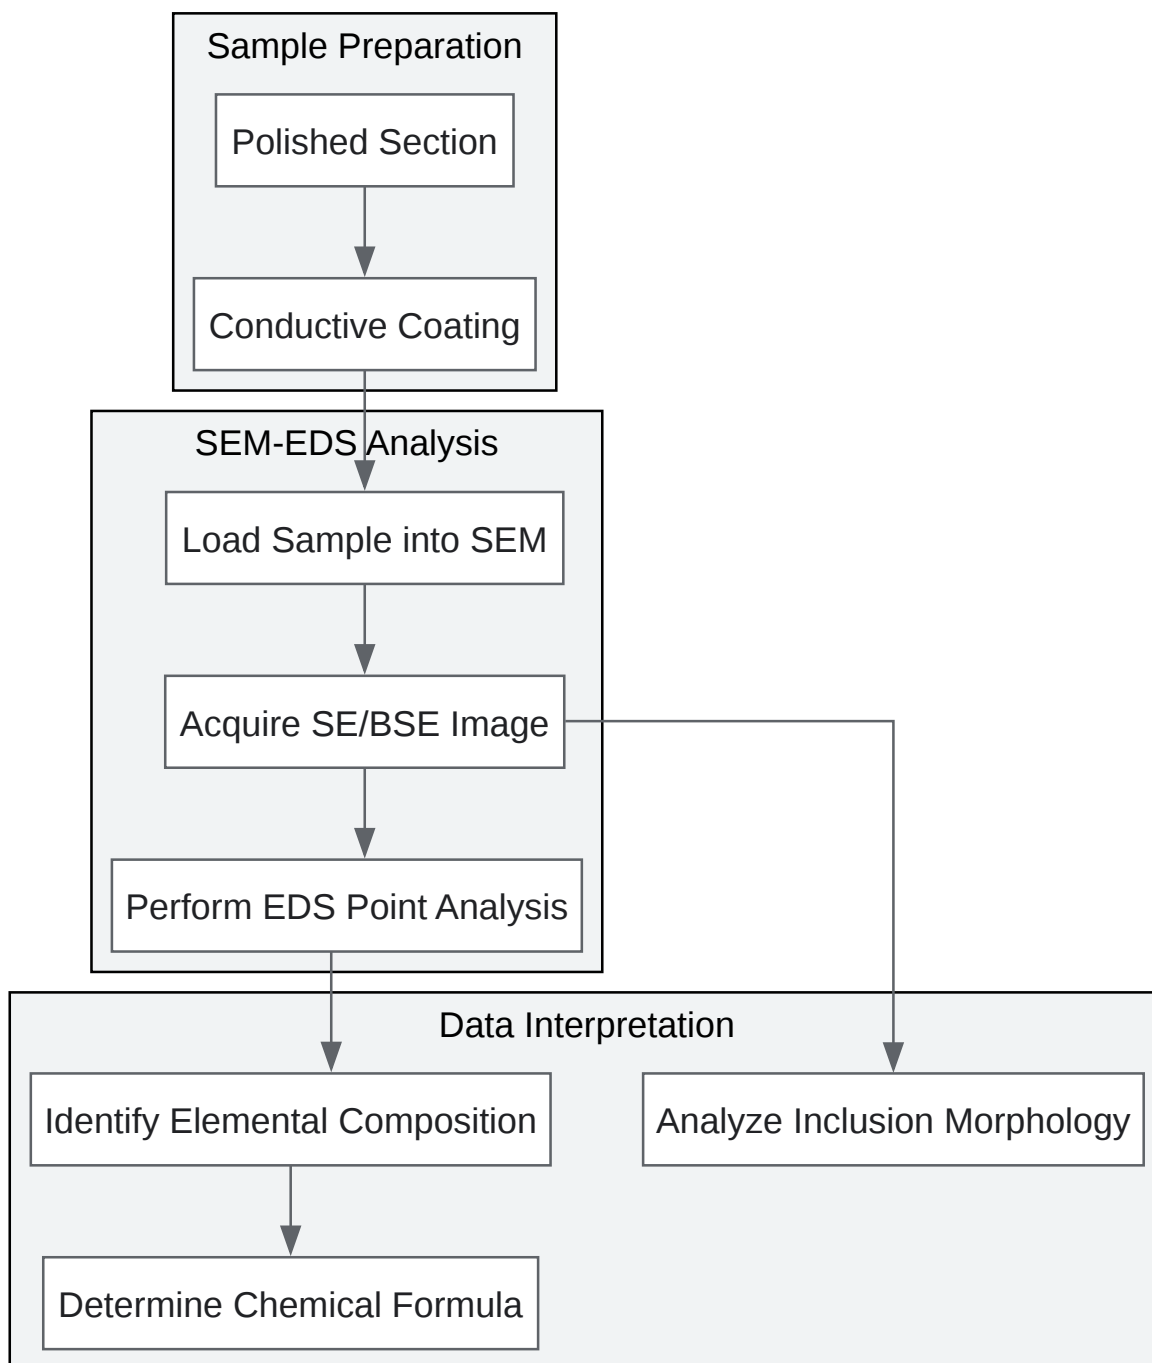 Sample Preparation
Polished Section
Conductive Coating
SEM-EDS Analysis
Load Sample into SEM
Acquire SE/BSE Image
Perform EDS Point Analysis
Data Interpretation
Identify Elemental Composition
Analyze Inclusion Morphology
Determine Chemical Formula